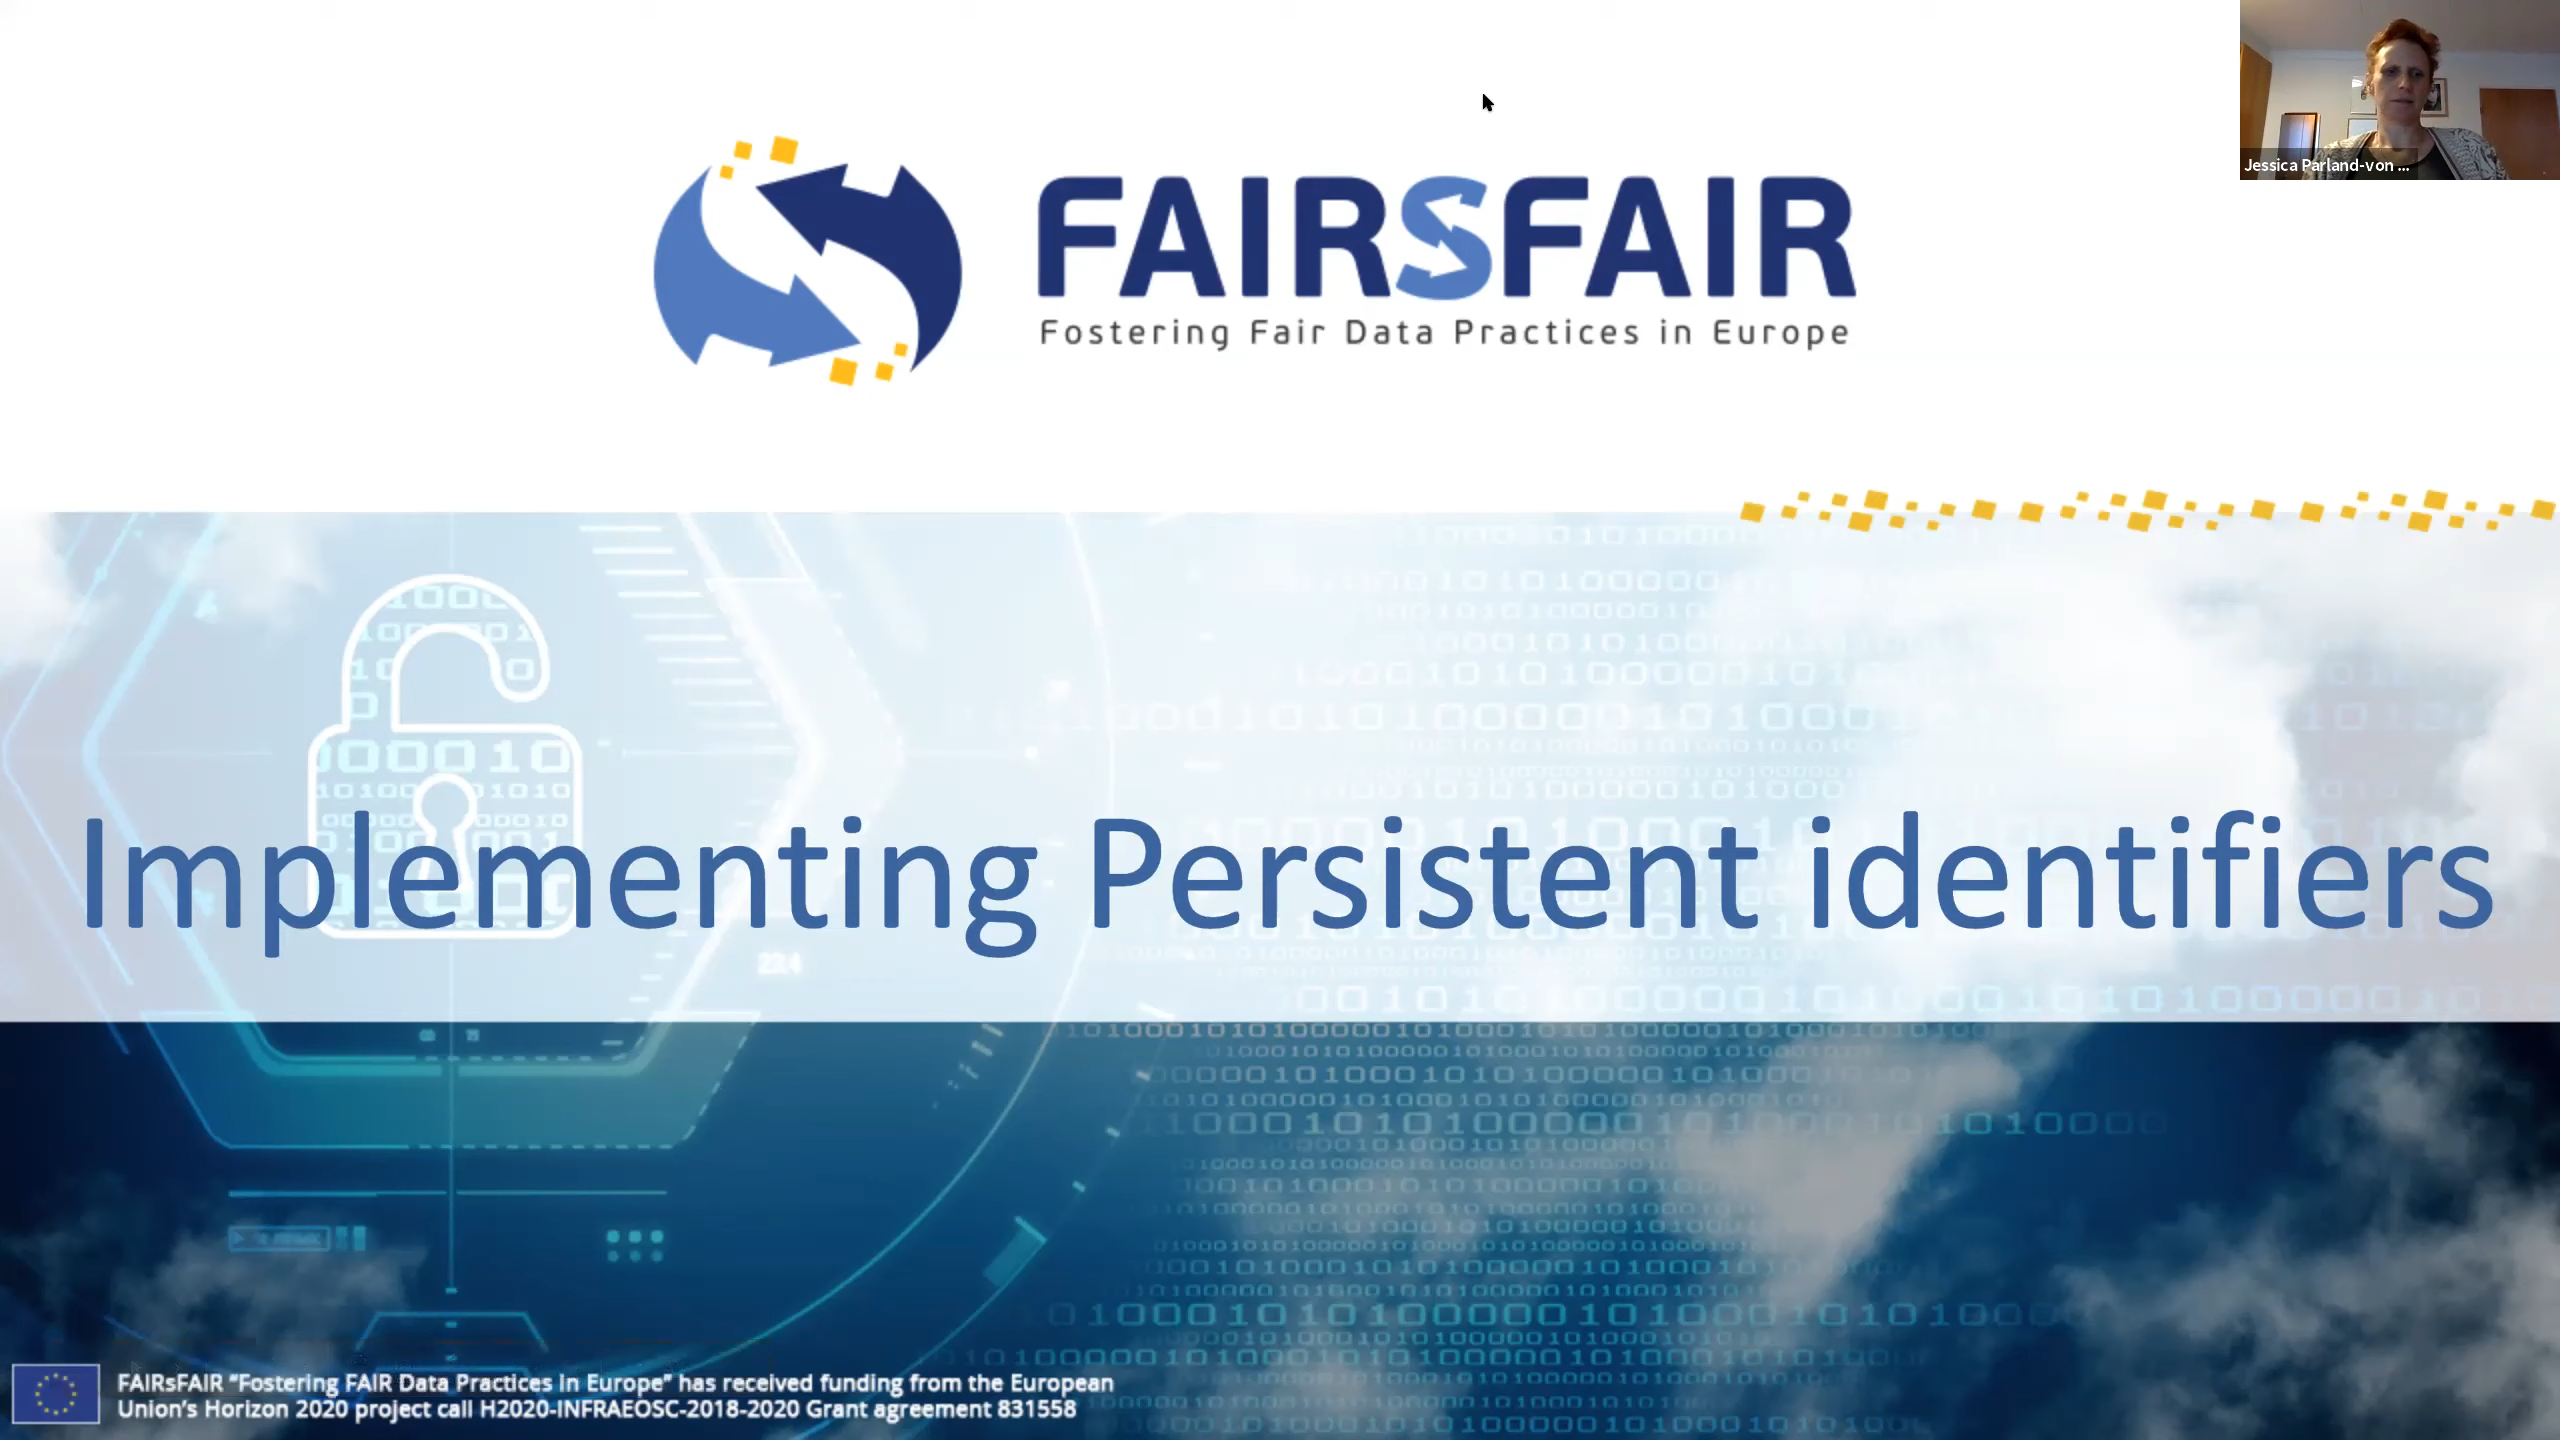 Jessica Parland-von ...
FAIRSFAIR
Fostering Fair Data Practices in Europe
Implementing Persistent identifiers
FAIRsFAIR “Fostering FAIR Data Practices In Europe” has received funding from the European
Union’s Horizon 2020 project call H2020-INFRAEOSC-2018-2020 Grant agreement 831558